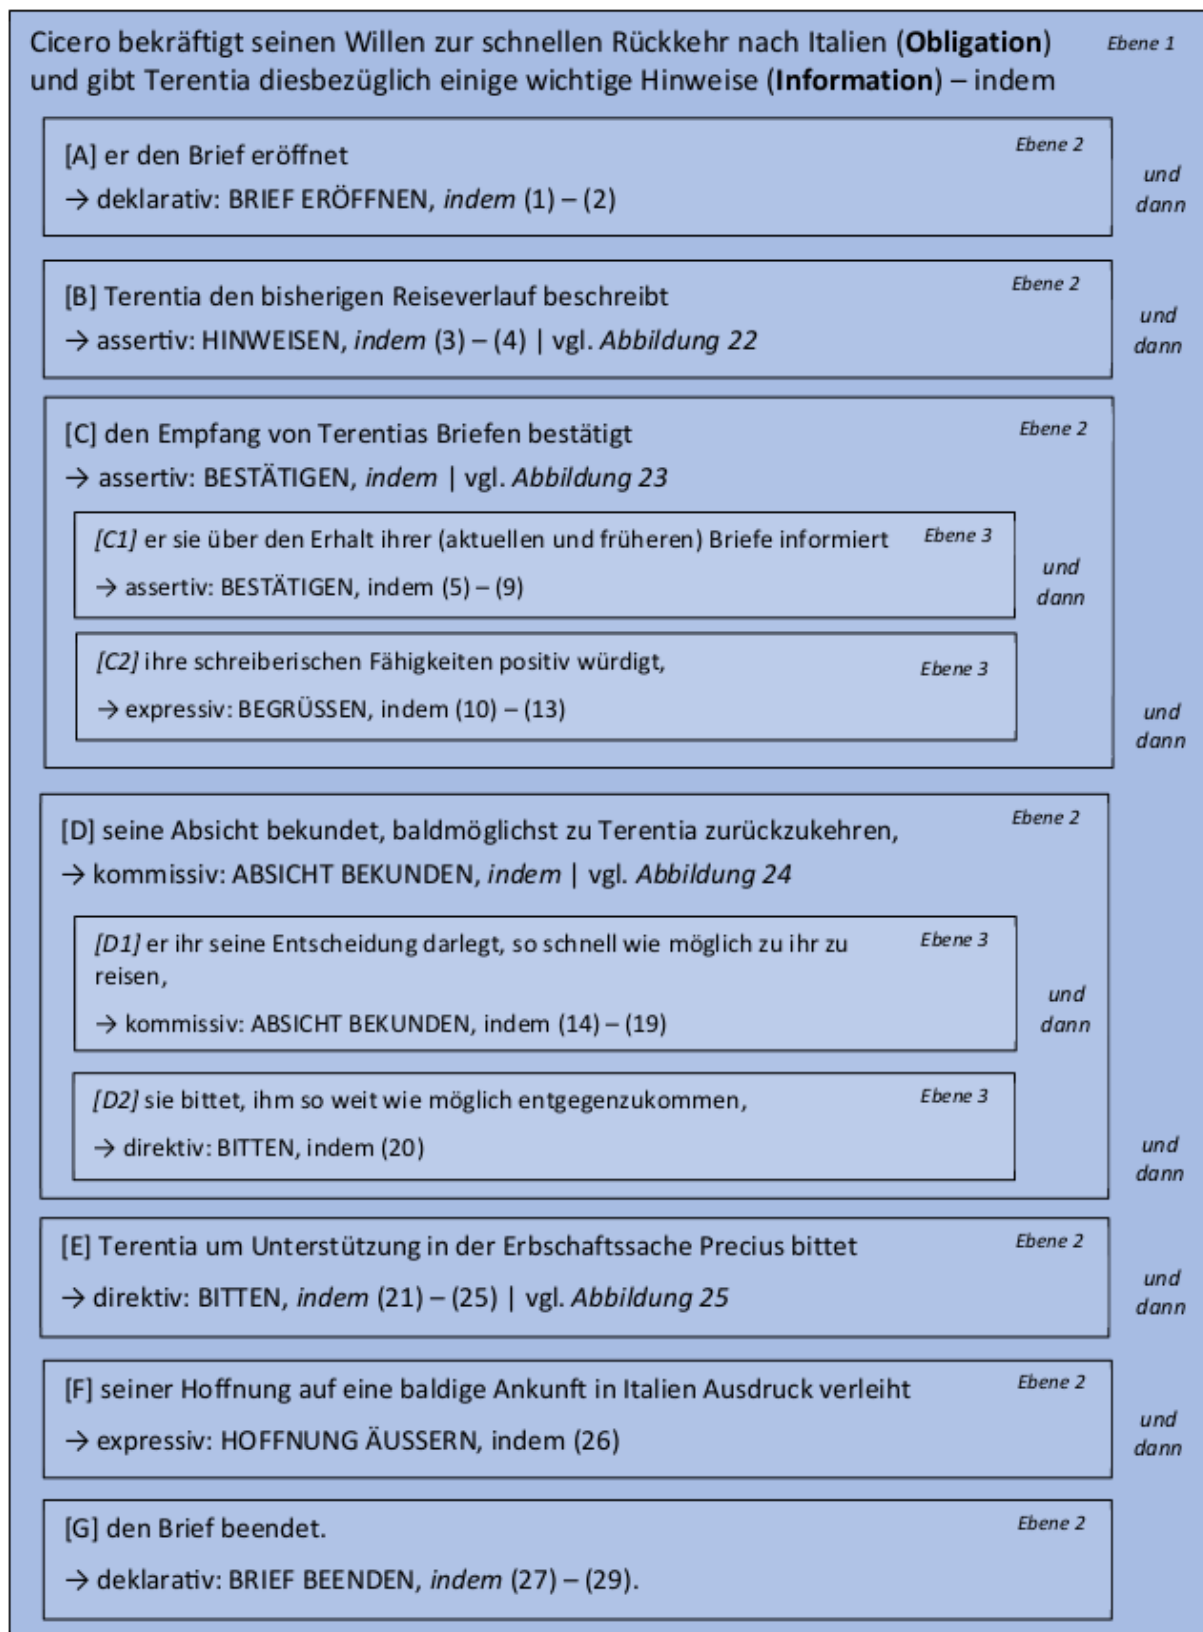 Cicero bekräftigt seinen Willen zur schnellen Rückkehr nach Italien (Obligation) Ebene 1
und gibt Terentia diesbezüglich einige wichtige Hinweise (Information) – indem
[A] er den Brief eröffnet Ebene 2
→ deklarativ: BRIEF ERÖFFNEN, indem (1) – (2)
und
dann
[B] Terentia den bisherigen Reiseverlauf beschreibt Ebene 2
→ assertiv: HINWEISEN, indem (3) – (4) | vgl. Abbildung 22
und
dann
[C] den Empfang von Terentias Briefen bestätigt Ebene 2
→ assertiv: BESTÄTIGEN, indem | vgl. Abbildung 23
[C1] er sie über den Erhalt ihrer (aktuellen und früheren) Briefe informiert Ebene 3
→ assertiv: BESTÄTIGEN, indem (5) – (9)
und
dann
[C2] ihre schreiberischen Fähigkeiten positiv würdigt, Ebene 3
→ expressiv: BEGRÜSSEN, indem (10) – (13)
und
dann
[D] seine Absicht bekundet, baldmöglichst zu Terentia zurückzukehren, Ebene 2
→ kommissiv: ABSICHT BEKUNDEN, indem | vgl. Abbildung 24
[D1] er ihr seine Entscheidung darlegt, so schnell wie möglich zu ihr zu Ebene 3
reisen,
→ kommissiv: ABSICHT BEKUNDEN, indem (14) – (19)
und
dann
[D2] sie bittet, ihm so weit wie möglich entgegenzukommen, Ebene 3
→ direktiv: BITTEN, indem (20)
und
dann
[E] Terentia um Unterstützung in der Erbschaftssache Precius bittet Ebene 2
→ direktiv: BITTEN, indem (21) – (25) | vgl. Abbildung 25
und
dann
[F] seiner Hoffnung auf eine baldige Ankunft in Italien Ausdruck verleiht Ebene 2
→ expressiv: HOFFNUNG ÄUSSERN, indem (26)
und
dann
[G] den Brief beendet. Ebene 2
→ deklarativ: BRIEF BEENDEN, indem (27) – (29).